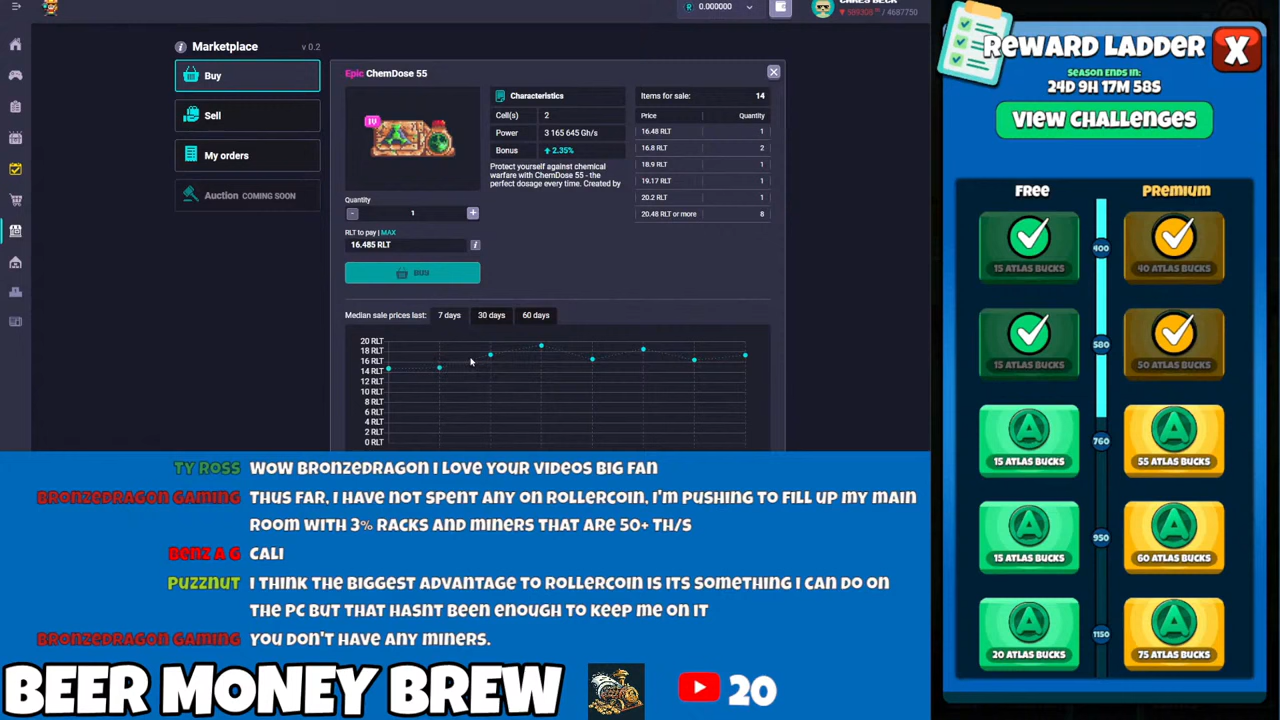 Marketplace
v 0.2
Buy
Sell
My orders
Auction COMING SOON
R 0.000000
/ 4687750
Epic ChemDose 55
Characteristics
Cell(s) 2
Power 3 165 645 Gh/s
Bonus 2.35%
Protect yourself against chemical
warfare with ChemDose 55 - the
perfect dosage every time. Created by
Items for sale: 14
Price Quantity
16.48 RLT 1
16.8 RLT 2
18.9 RLT 1
19.17 RLT 1
20.2 RLT 1
20.48 RLT or more 8
Quantity
- 1 +
RLT to pay | MAX
16.485 RLT
BUY
Median sale prices last: 7 days 30 days 60 days
20 RLT
18 RLT
16 RLT
14 RLT
12 RLT
10 RLT
8 RLT
6 RLT
4 RLT
2 RLT
0 RLT
TY ROSS WOW BRONZEDRAGON I LOVE YOUR VIDEOS BIG FAN
BRONZEDRAGON GAMING THUS FAR, I HAVE NOT SPENT ANY ON ROLLERCOIN, I'M PUSHING TO FILL UP MY MAIN
ROOM WITH 3% RACKS AND MINERS THAT ARE 50+ TH/S
BENZ A G CALI
PUZZNUT I THINK THE BIGGEST ADVANTAGE TO ROLLERCOIN IS ITS SOMETHING I CAN DO ON
THE PC BUT THAT HASNT BEEN ENOUGH TO KEEP ME ON IT
BRONZEDRAGON GAMING YOU DON'T HAVE ANY MINERS.
BEER MONEY BREW
20
REWARD LADDER
X
SEASON ENDS IN:
24D 9H 17M 58S
VIEW CHALLENGES
FREE PREMIUM
400
15 ATLAS BUCKS 40 ATLAS BUCKS
580
15 ATLAS BUCKS 50 ATLAS BUCKS
760
15 ATLAS BUCKS 55 ATLAS BUCKS
950
15 ATLAS BUCKS 60 ATLAS BUCKS
1150
20 ATLAS BUCKS 75 ATLAS BUCKS